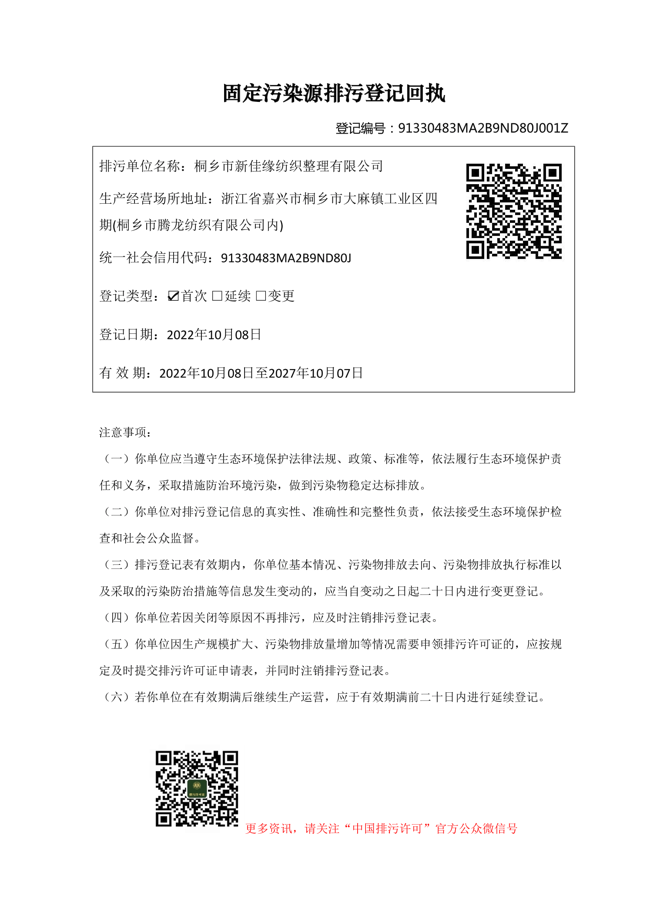 固定污染源排污登记回执
登记编号：91330483MA2B9ND80J001Z
排污单位名称：桐乡市新佳缘纺织整理有限公司
生产经营场所地址：浙江省嘉兴市桐乡市大麻镇工业区四
期(桐乡市腾龙纺织有限公司内)
统一社会信用代码：91330483MA2B9ND80J
登记类型：☑首次 ☐延续 ☐变更
登记日期：2022年10月08日
有 效 期：2022年10月08日至2027年10月07日
注意事项：
（一）你单位应当遵守生态环境保护法律法规、政策、标准等，依法履行生态环境保护责
任和义务，采取措施防治环境污染，做到污染物稳定达标排放。
（二）你单位对排污登记信息的真实性、准确性和完整性负责，依法接受生态环境保护检
查和社会公众监督。
（三）排污登记表有效期内，你单位基本情况、污染物排放去向、污染物排放执行标准以
及采取的污染防治措施等信息发生变动的，应当自变动之日起二十日内进行变更登记。
（四）你单位若因关闭等原因不再排污，应及时注销排污登记表。
（五）你单位因生产规模扩大、污染物排放量增加等情况需要申领排污许可证的，应按规
定及时提交排污许可证申请表，并同时注销排污登记表。
（六）若你单位在有效期满后继续生产运营，应于有效期满前二十日内进行延续登记。
更多资讯，请关注“中国排污许可”官方公众微信号